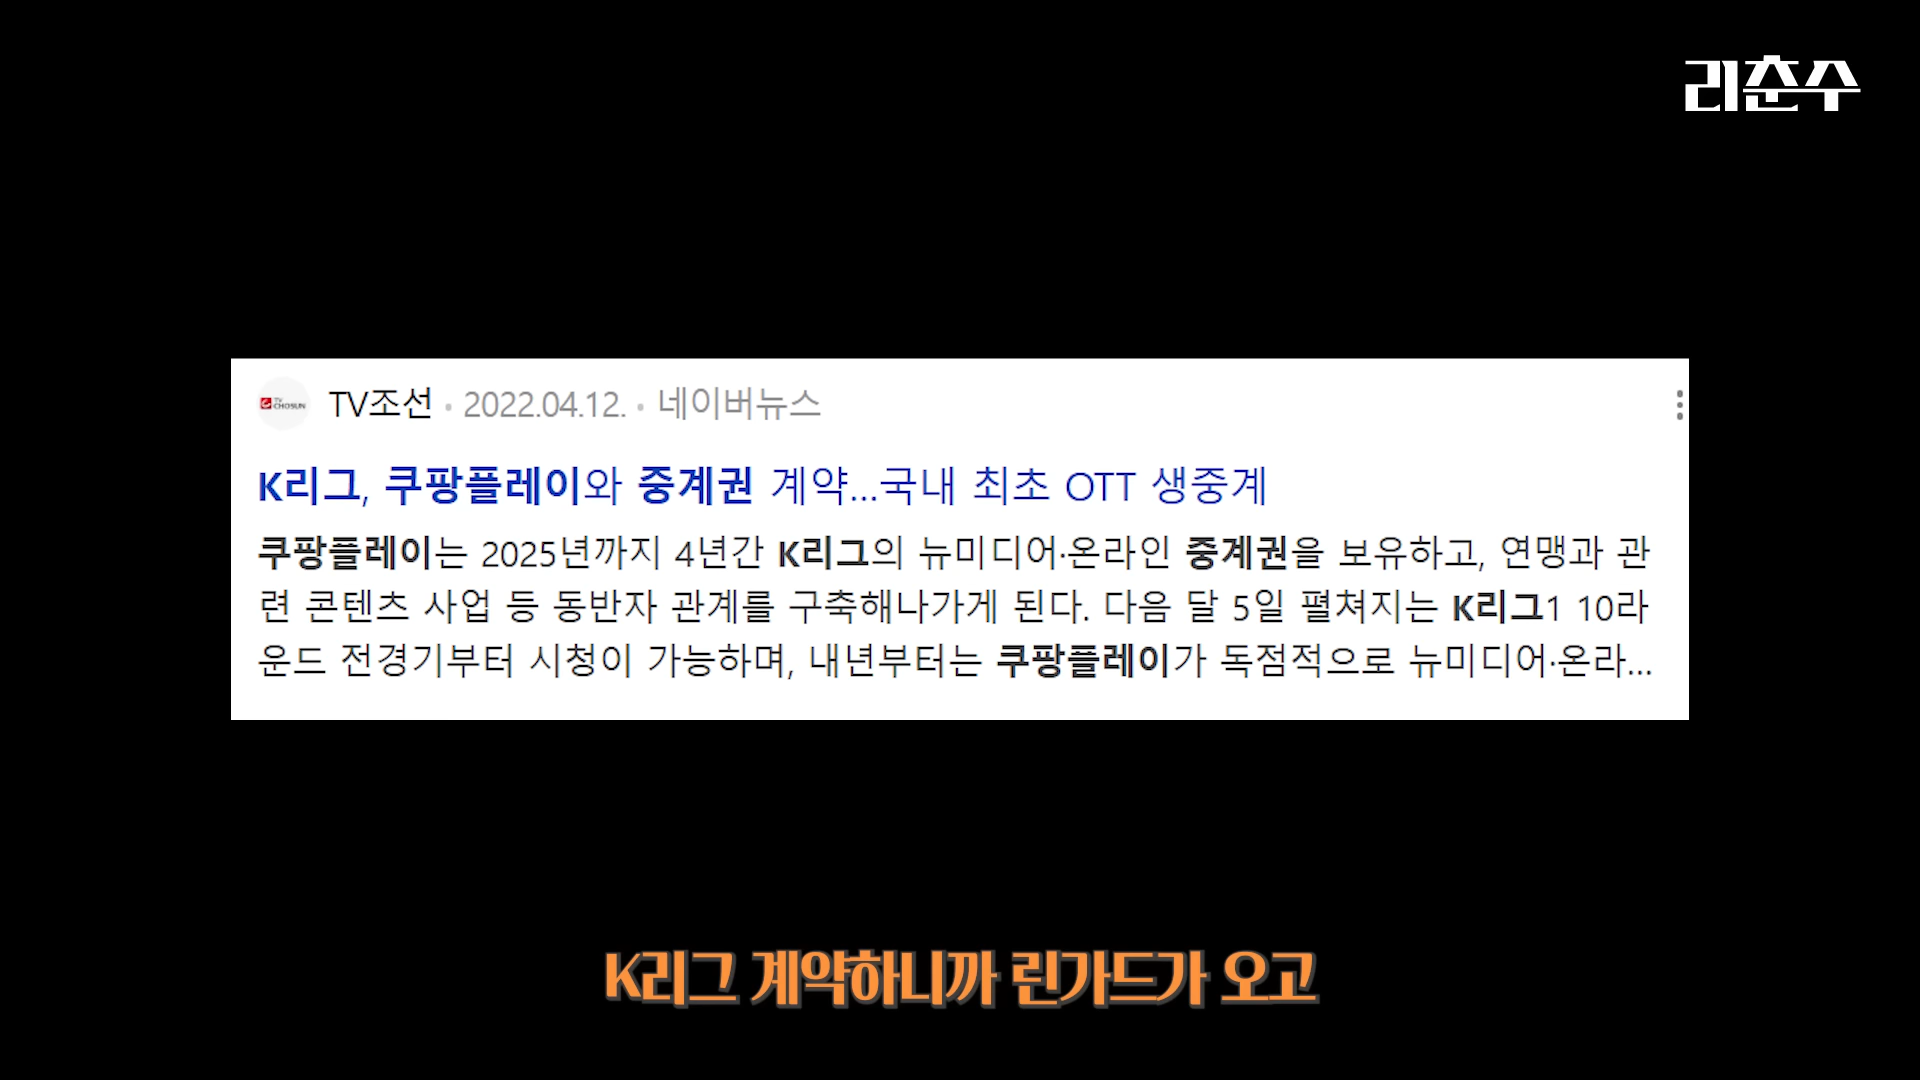 리춘수
TV CHOSUN
TV조선 · 2022.04.12. · 네이버뉴스
K리그, 쿠팡플레이와 중계권 계약...국내 최초 OTT 생중계
쿠팡플레이는 2025년까지 4년간 K리그의 뉴미디어·온라인 중계권을 보유하고, 연맹과 관
련 콘텐츠 사업 등 동반자 관계를 구축해나가게 된다. 다음 달 5일 펼쳐지는 K리그1 10라
운드 전경기부터 시청이 가능하며, 내년부터는 쿠팡플레이가 독점적으로 뉴미디어·온라...
K리그 계약하니까 린가드가 오고